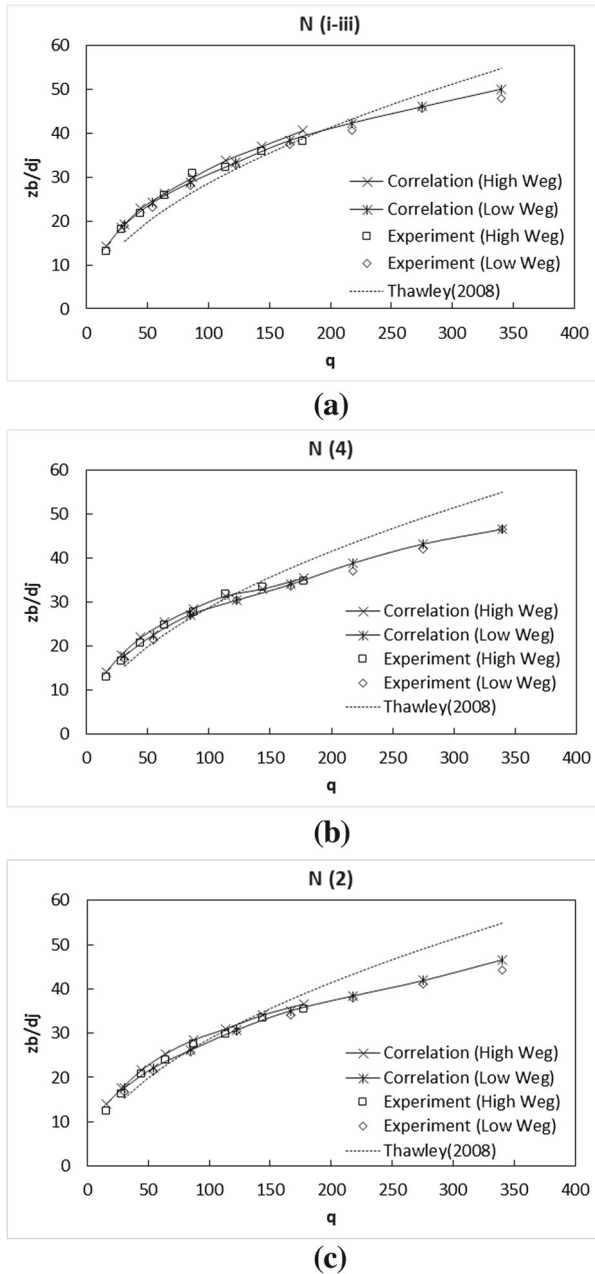 N (i-iii)
60
50
40
30
20
10
0
zb/dj
Correlation (High Weg)
Correlation (Low Weg)
Experiment (High Weg)
Experiment (Low Weg)
Thawley(2008)
0 50 100 150 200 250 300 350 400
q
(a)
N (4)
60
50
40
30
20
10
0
zb/dj
Correlation (High Weg)
Correlation (Low Weg)
Experiment (High Weg)
Experiment (Low Weg)
Thawley(2008)
0 50 100 150 200 250 300 350 400
q
(b)
N (2)
60
50
40
30
20
10
0
zb/dj
Correlation (High Weg)
Correlation (Low Weg)
Experiment (High Weg)
Experiment (Low Weg)
Thawley(2008)
0 50 100 150 200 250 300 350 400
q
(c)